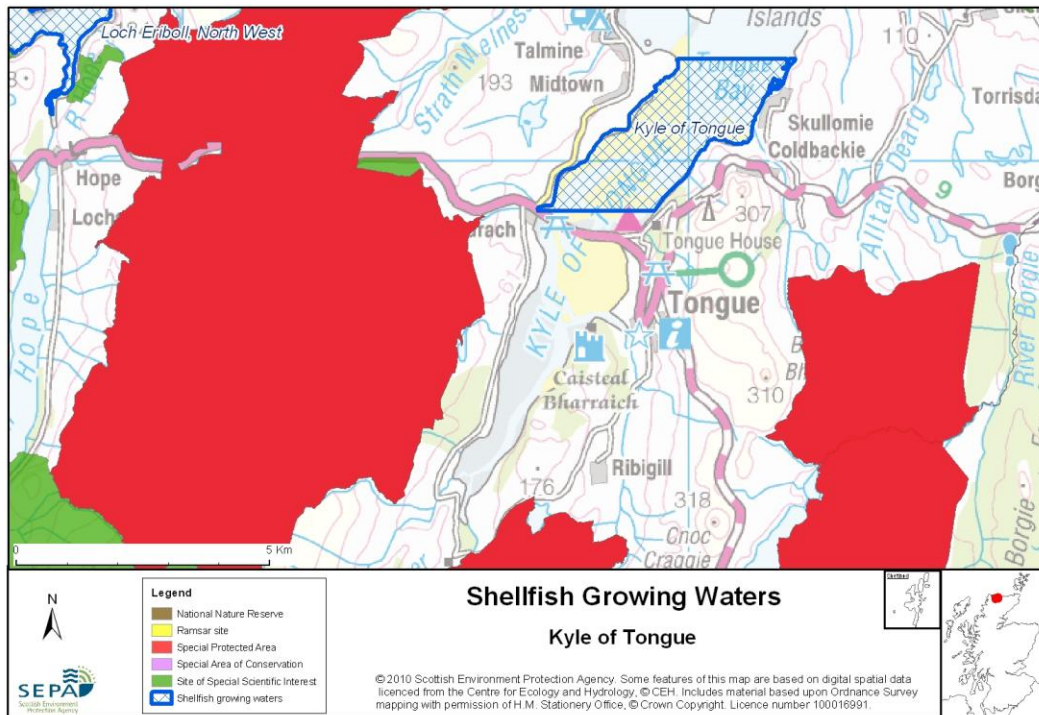 Loch Eriboll, North West
Islands
Talmine
Midtown
193
Strath Melness
110
Torrisda
Kyle of Tongue
Bay
Skullomie
Coldbackie
Borg
Alltan Dearg
9
Hope
Lochs
arach
307
Tongue House
Hope
KYLE OF TONGUE
Tongue
i
River Borgie
Caisteal
Bharraich
310
Ribigill
176
318
Cnoc
Craggie
Borgie
0
5 Km
N
SEPA
Scottish Environment
Protection Agency
Legend
National Nature Reserve
Ramsar site
Special Protected Area
Special Area of Conservation
Site of Special Scientific Interest
Shellfish growing waters
Shellfish Growing Waters
Kyle of Tongue
© 2010 Scottish Environment Protection Agency. Some features of this map are based on digital spatial data
licenced from the Centre for Ecology and Hydrology, © CEH. Includes material based upon Ordnance Survey
mapping with permission of H.M. Stationery Office, © Crown Copyright. Licence number 100016991.